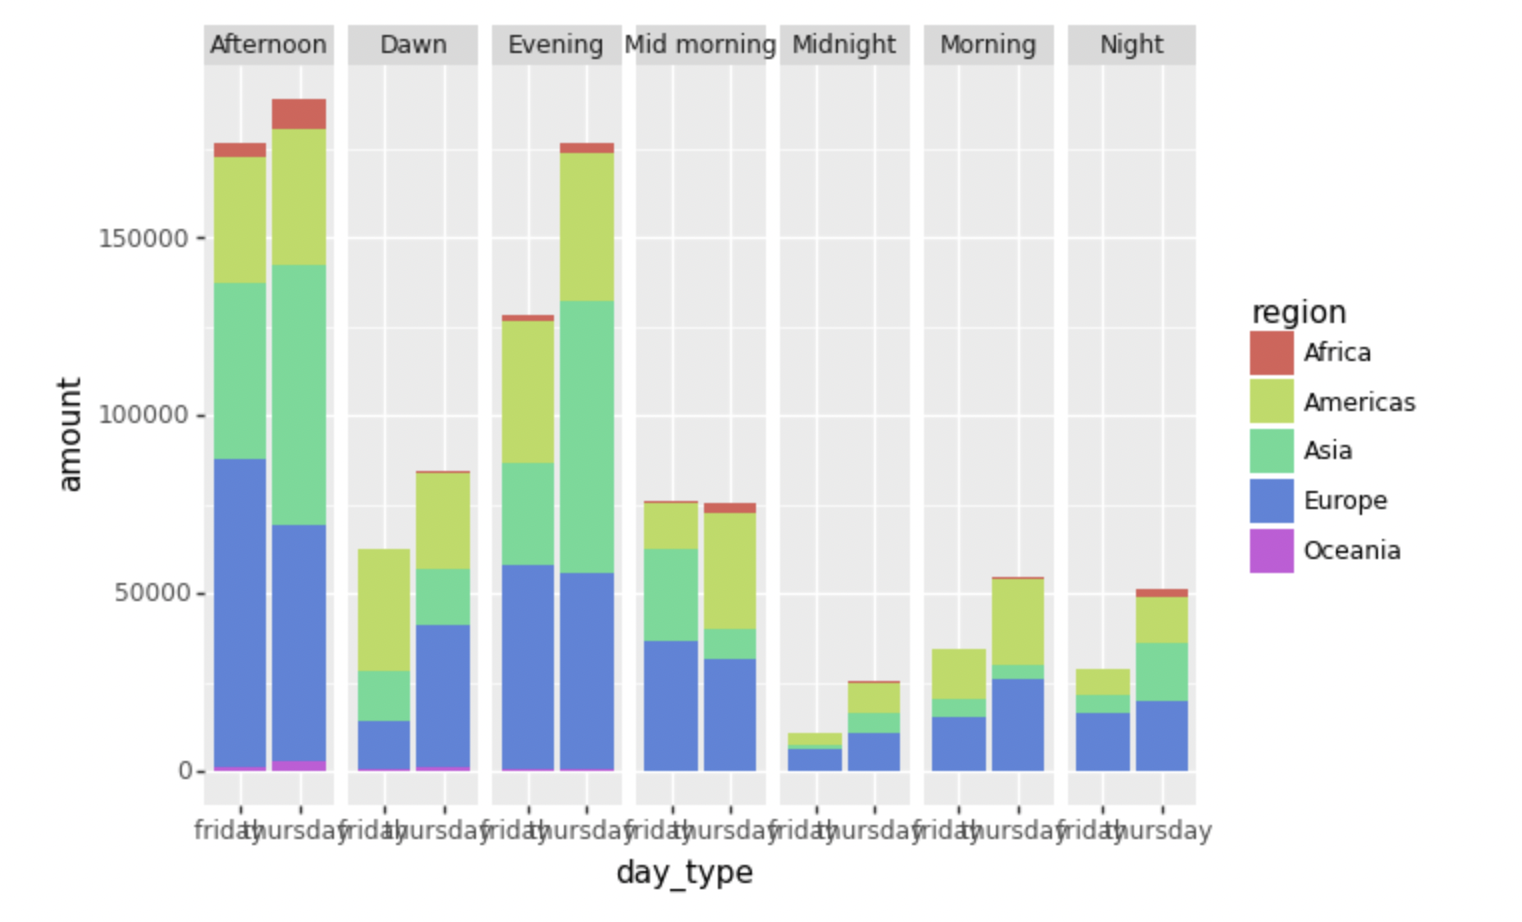 Afternoon Dawn Evening Mid morning Midnight Morning Night
150000
100000
50000
0
amount
friday thursday friday thursday friday thursday friday thursday friday thursday friday thursday friday thursday
day_type
region
Africa
Americas
Asia
Europe
Oceania